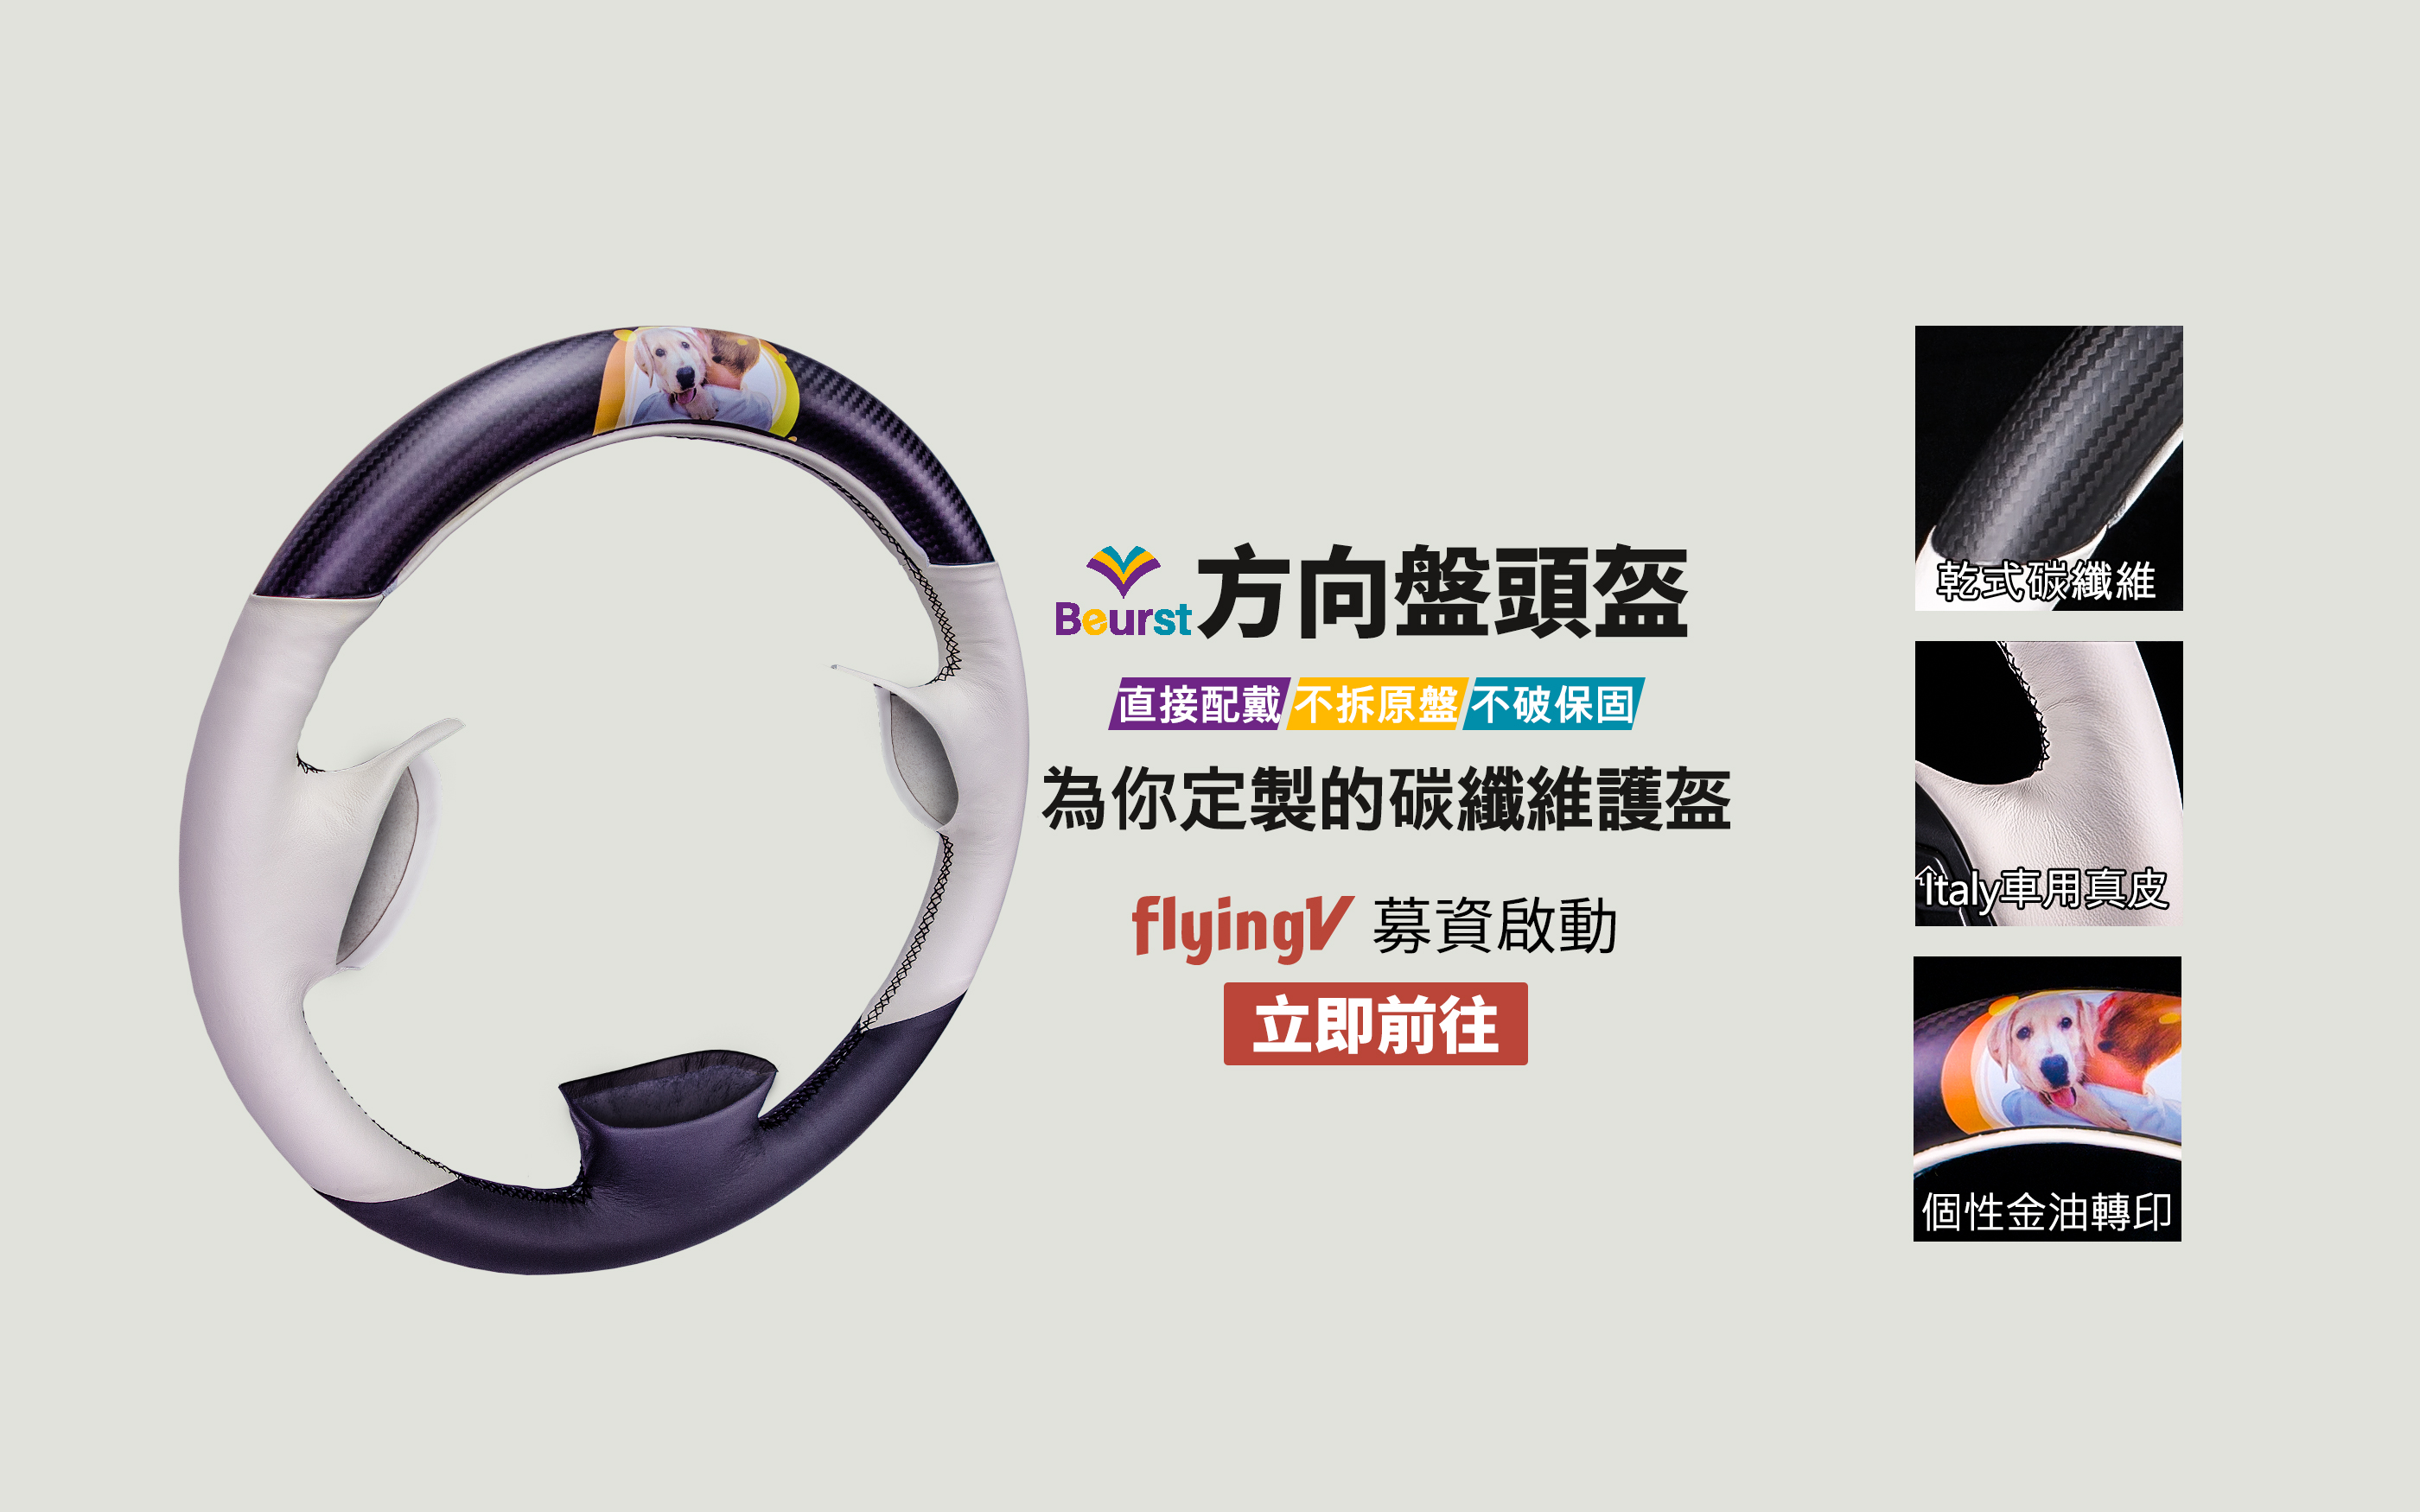 Beurst 方向盤頭盔
直接配戴 不拆原盤 不破保固
為你定製的碳纖維護盔
flyingV 募資啟動
立即前往
乾式碳纖維
Italy車用真皮
個性金油轉印